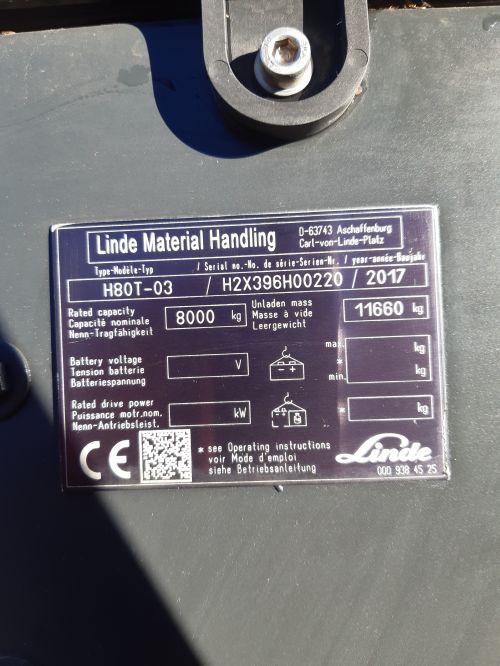 Linde Material Handling
D-63743 Aschaffenburg
Carl-von-Linde-Platz
Type-Modèle-Typ / Serial no.-No. de série-Serien-Nr. / year-année-Baujahr
H80T-03 / H2X396H00220 / 2017
Rated capacity
Capacité nominale 8000 kg
Nenn-Tragfähigkeit
Unladen mass
Masse à vide 11660 kg
Leergewicht
Battery voltage
Tension batterie V
Batteriespannung
- +
max. kg
*
min. kg
Rated drive power
Puissance motr.nom. kW
Nenn-Antriebsleist.
* kg
CE
* see Operating instructions
voir Mode d'emploi
siehe Betriebsanleitung
Linde
000 938 45 25